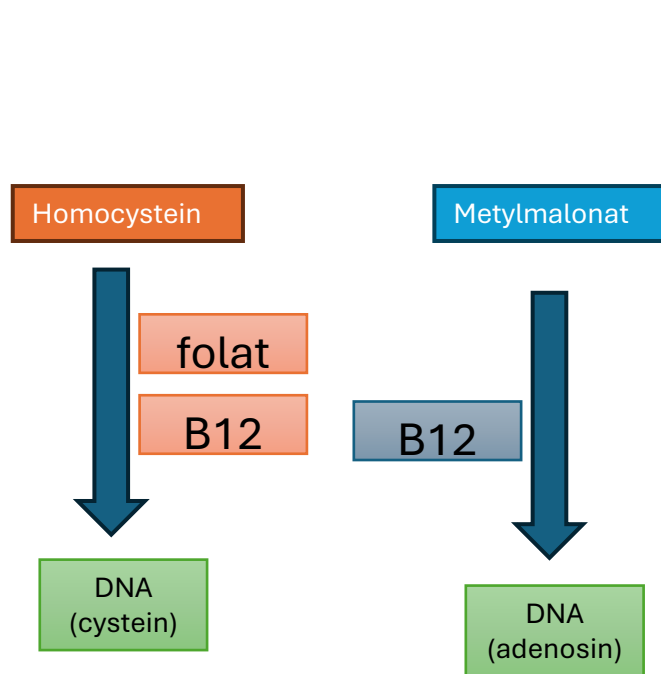 Homocystein
Metylmalonat
folat
B12
B12
DNA
(cystein)
DNA
(adenosin)